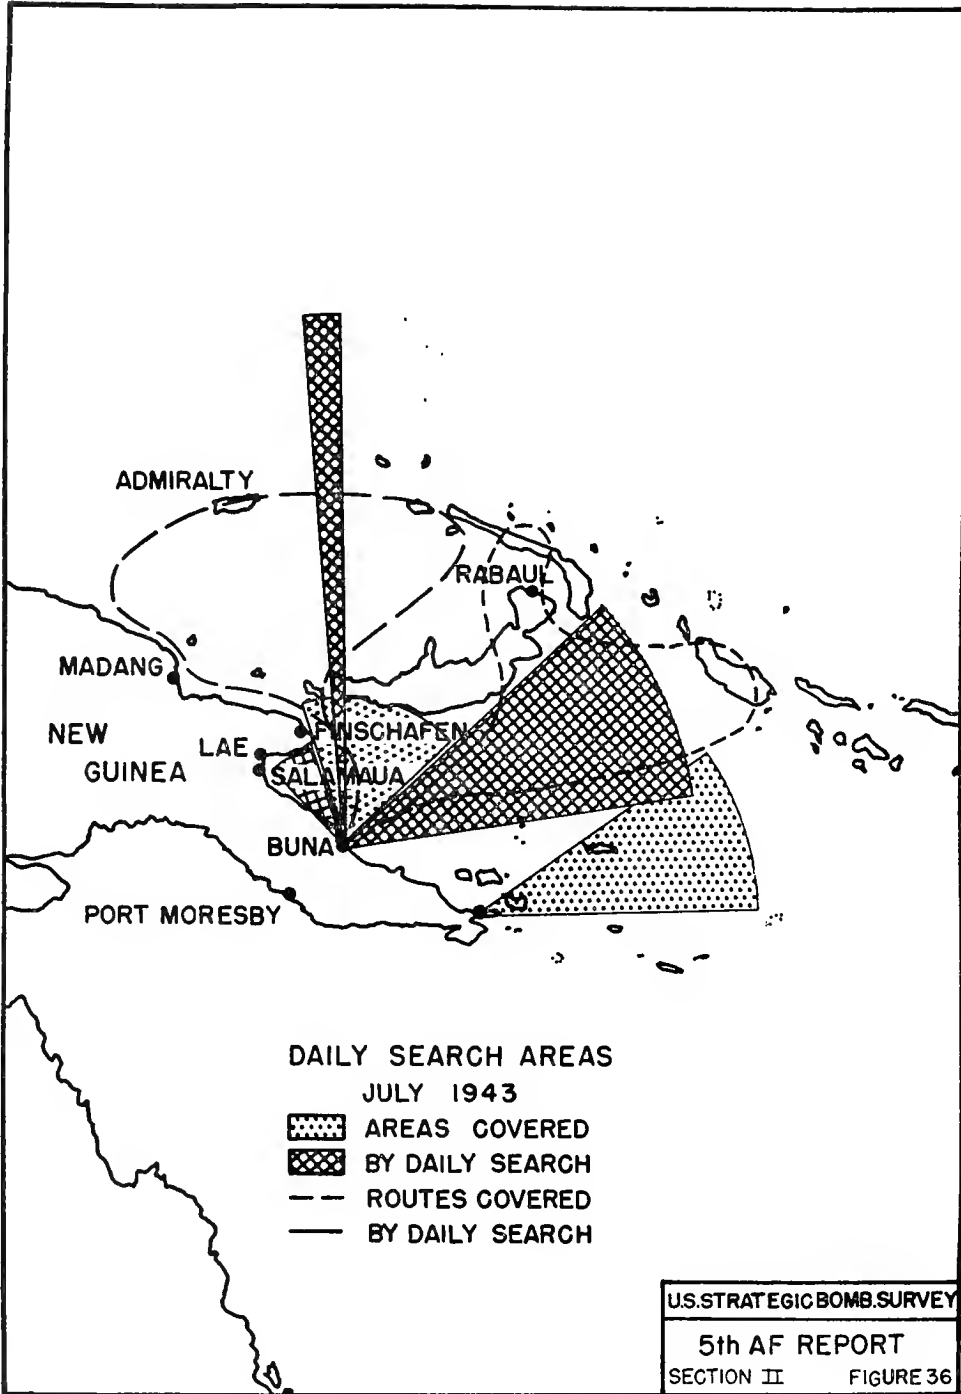 ADMIRALTY
RABAUL
MADANG
NEW
GUINEA
LAE
FINSCHAFEN
SALAMAUA
BUNA
PORT MORESBY
DAILY SEARCH AREAS
JULY 1943
AREAS COVERED
BY DAILY SEARCH
ROUTES COVERED
BY DAILY SEARCH
U.S. STRATEGIC BOMB. SURVEY
5th AF REPORT
SECTION II FIGURE 36